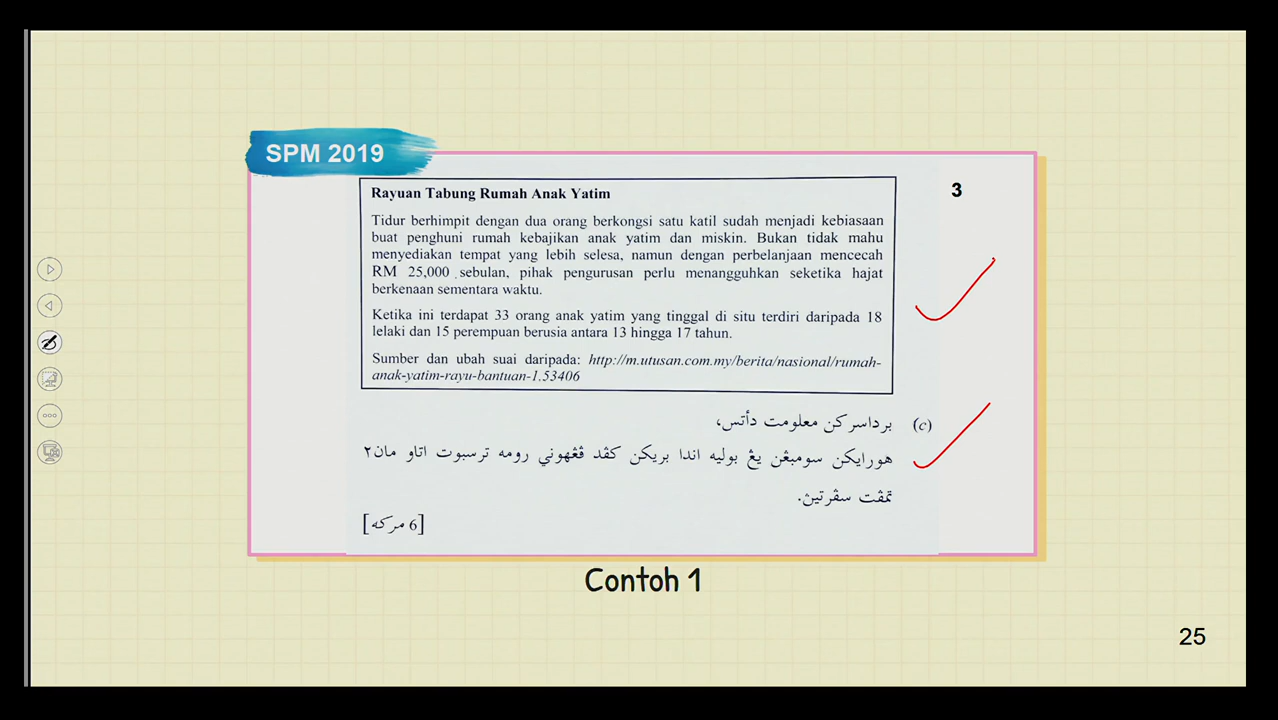 SPM 2019
3
Rayuan Tabung Rumah Anak Yatim
Tidur berhimpit dengan dua orang berkongsi satu katil sudah menjadi kebiasaan
buat penghuni rumah kebajikan anak yatim dan miskin. Bukan tidak mahu
menyediakan tempat yang lebih selesa, namun dengan perbelanjaan mencecah
RM 25,000 sebulan, pihak pengurusan perlu menangguhkan seketika hajat
berkenaan sementara waktu.
Ketika ini terdapat 33 orang anak yatim yang tinggal di situ terdiri daripada 18
lelaki dan 15 perempuan berusia antara 13 hingga 17 tahun.
Sumber dan ubah suai daripada: http://m.utusan.com.my/berita/nasional/rumah-
anak-yatim-rayu-bantuan-1.53406
(c) برداسركن معلومت دأتس،
هورايكن سومبڠن يڠ بوليه اندا بريكن كڤد ڤڠهوني رومه ترسبوت اتاو مان٢
تمڤت سڤرتين.
[6 مركه]
Contoh 1
25